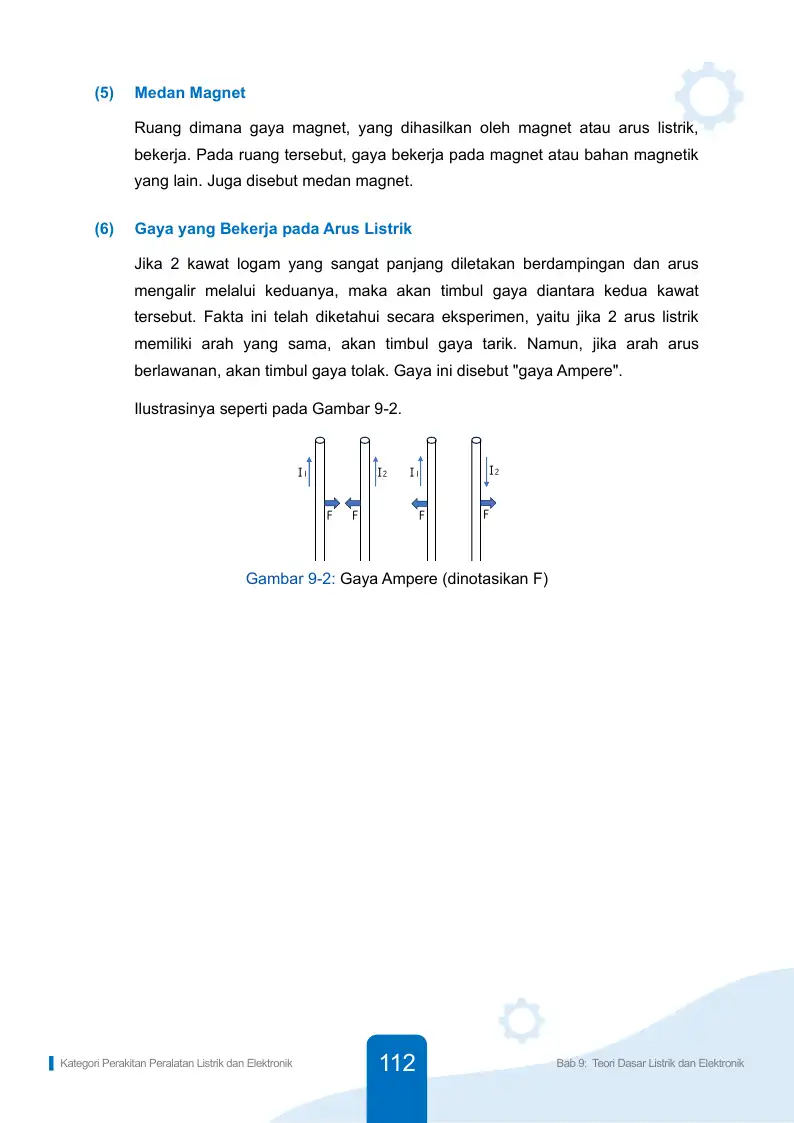 (5) Medan Magnet
Ruang dimana gaya magnet, yang dihasilkan oleh magnet atau arus listrik,
bekerja. Pada ruang tersebut, gaya bekerja pada magnet atau bahan magnetik
yang lain. Juga disebut medan magnet.
(6) Gaya yang Bekerja pada Arus Listrik
Jika 2 kawat logam yang sangat panjang diletakan berdampingan dan arus
mengalir melalui keduanya, maka akan timbul gaya diantara kedua kawat
tersebut. Fakta ini telah diketahui secara eksperimen, yaitu jika 2 arus listrik
memiliki arah yang sama, akan timbul gaya tarik. Namun, jika arah arus
berlawanan, akan timbul gaya tolak. Gaya ini disebut "gaya Ampere".
Ilustrasinya seperti pada Gambar 9-2.
I1 I2 I1 I2
F F F F
Gambar 9-2: Gaya Ampere (dinotasikan F)
Kategori Perakitan Peralatan Listrik dan Elektronik 112 Bab 9: Teori Dasar Listrik dan Elektronik